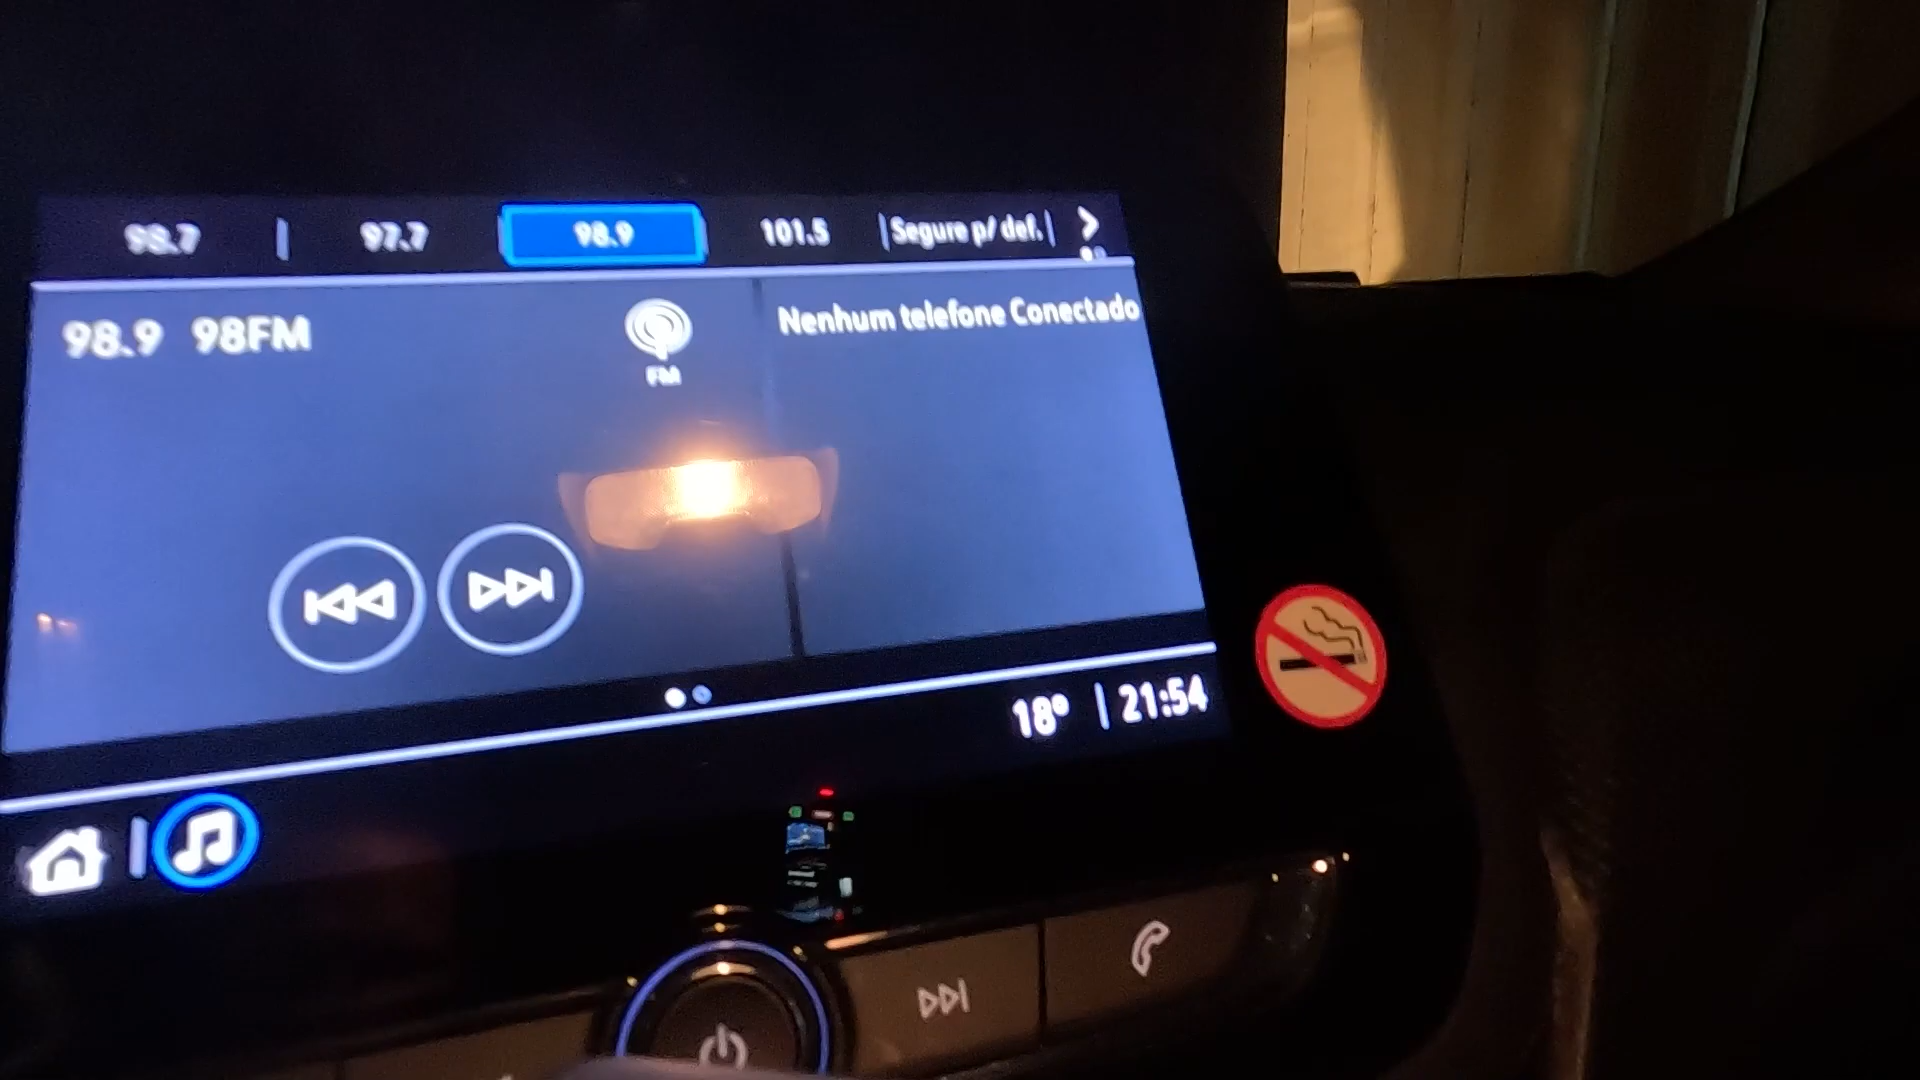 98.7 | 97.7 98.9 101.5 | Segure p/ def. |
98.9 98FM
FM
Nenhum telefone Conectado
18° | 21:54